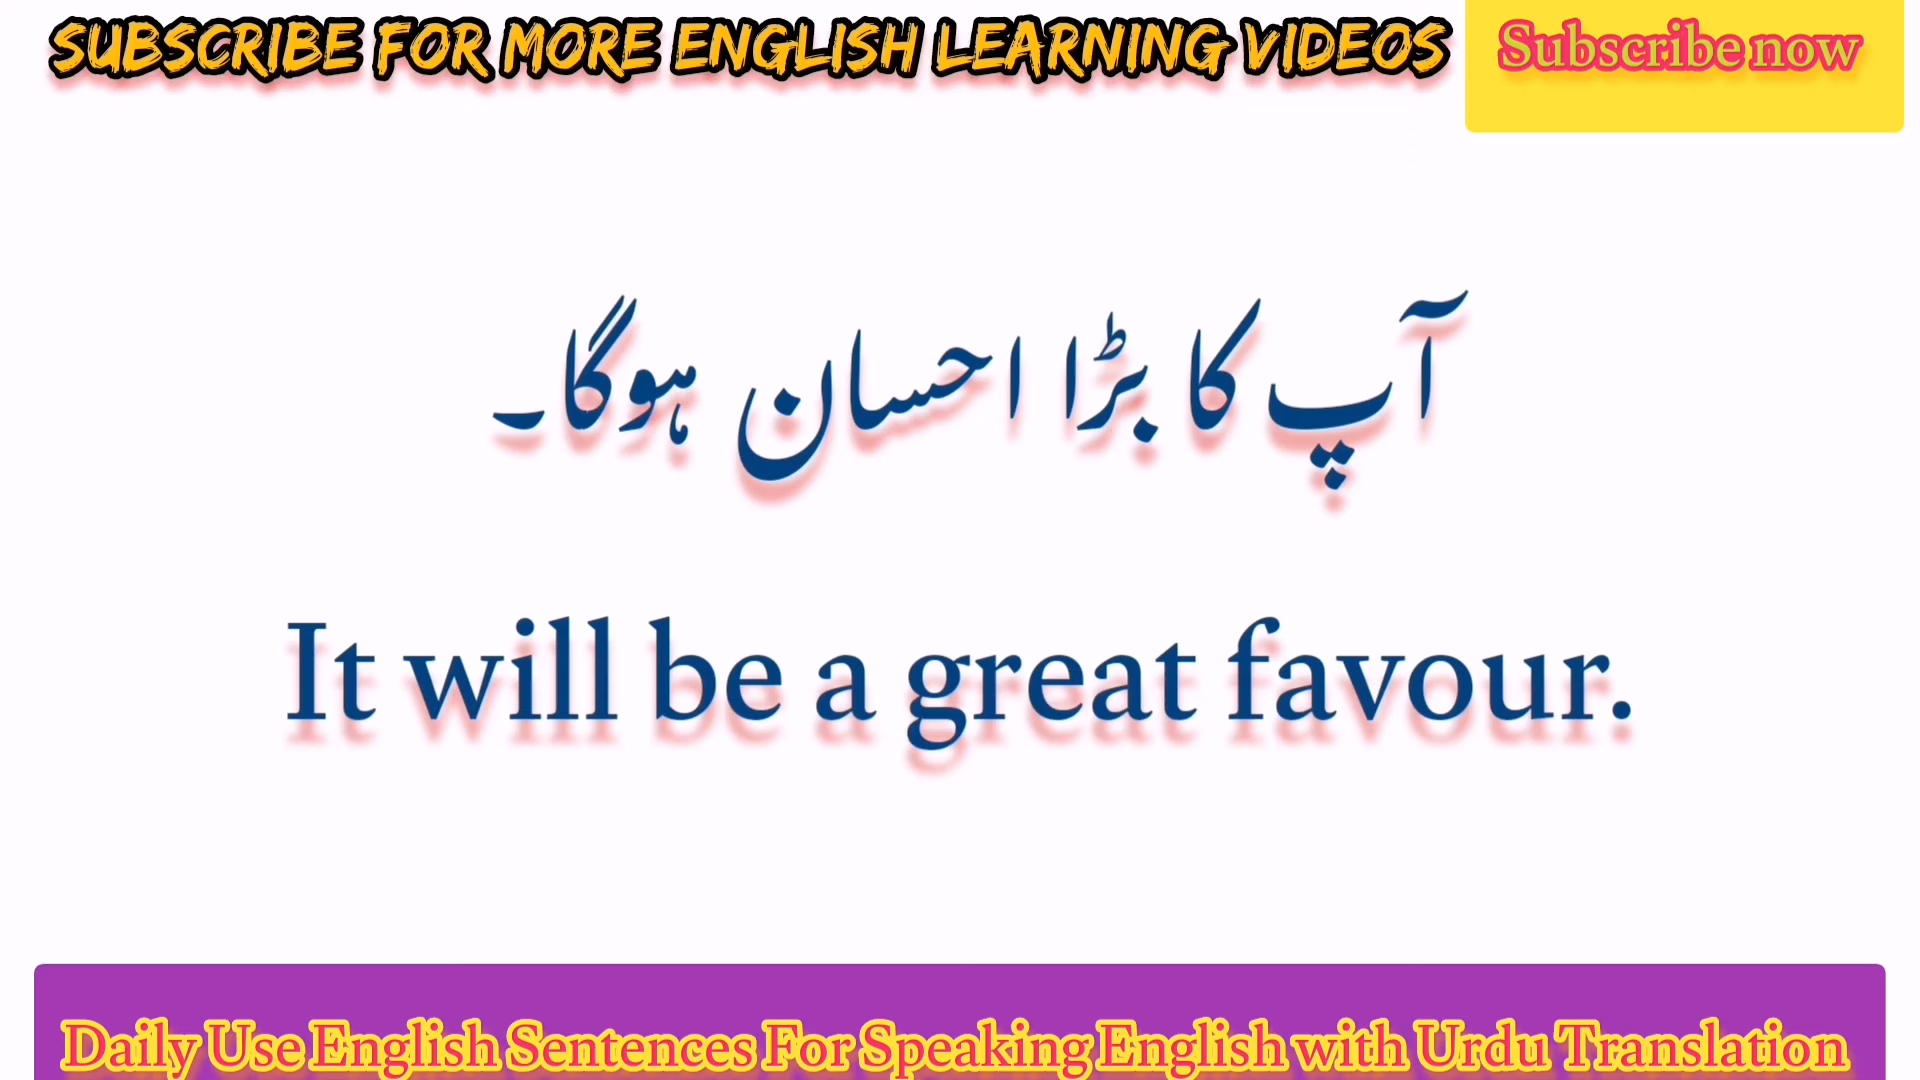 SUBSCRIBE FOR MORE ENGLISH LEARNING VIDEOS
Subscribe now
آپ کا بڑا احسان ہوگا۔
It will be a great favour.
Daily Use English Sentences For Speaking English with Urdu Translation